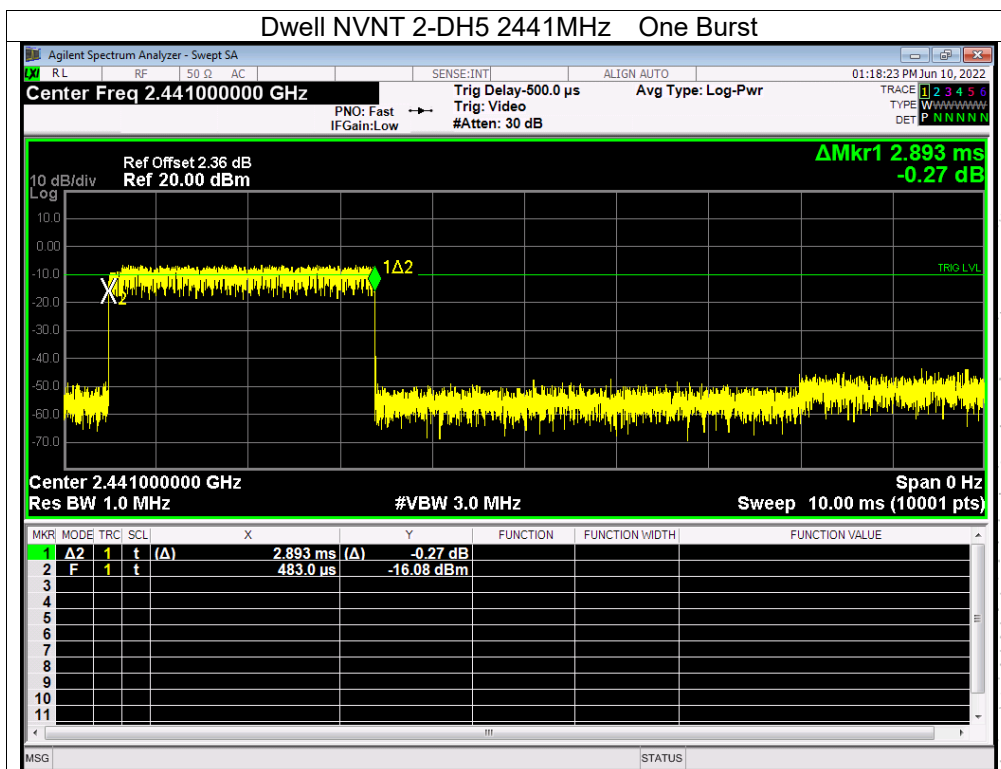 Dwell NVNT 2-DH5 2441MHz One Burst
Agilent Spectrum Analyzer - Swept SA
LXI RL RF 50 Ω AC SENSE:INT ALIGN AUTO 01:18:23 PM Jun 10, 2022
Center Freq 2.441000000 GHz
PNO: Fast
IFGain:Low
Trig Delay-500.0 µs
Trig: Video
#Atten: 30 dB
Avg Type: Log-Pwr
TRACE 1 2 3 4 5 6
TYPE WWWWWW
DET P N N N N N
ΔMkr1 2.893 ms
-0.27 dB
Ref Offset 2.36 dB
10 dB/div Ref 20.00 dBm
Log
10.0
0.00
-10.0
-20.0
-30.0
-40.0
-50.0
-60.0
-70.0
1Δ2
TRIG LVL
2
Center 2.441000000 GHz Span 0 Hz
Res BW 1.0 MHz #VBW 3.0 MHz Sweep 10.00 ms (10001 pts)
MKR MODE TRC SCL X Y FUNCTION FUNCTION WIDTH FUNCTION VALUE
1 Δ2 1 t (Δ) 2.893 ms (Δ) -0.27 dB
2 F 1 t 483.0 µs -16.08 dBm
3
4
5
6
7
8
9
10
11
MSG STATUS